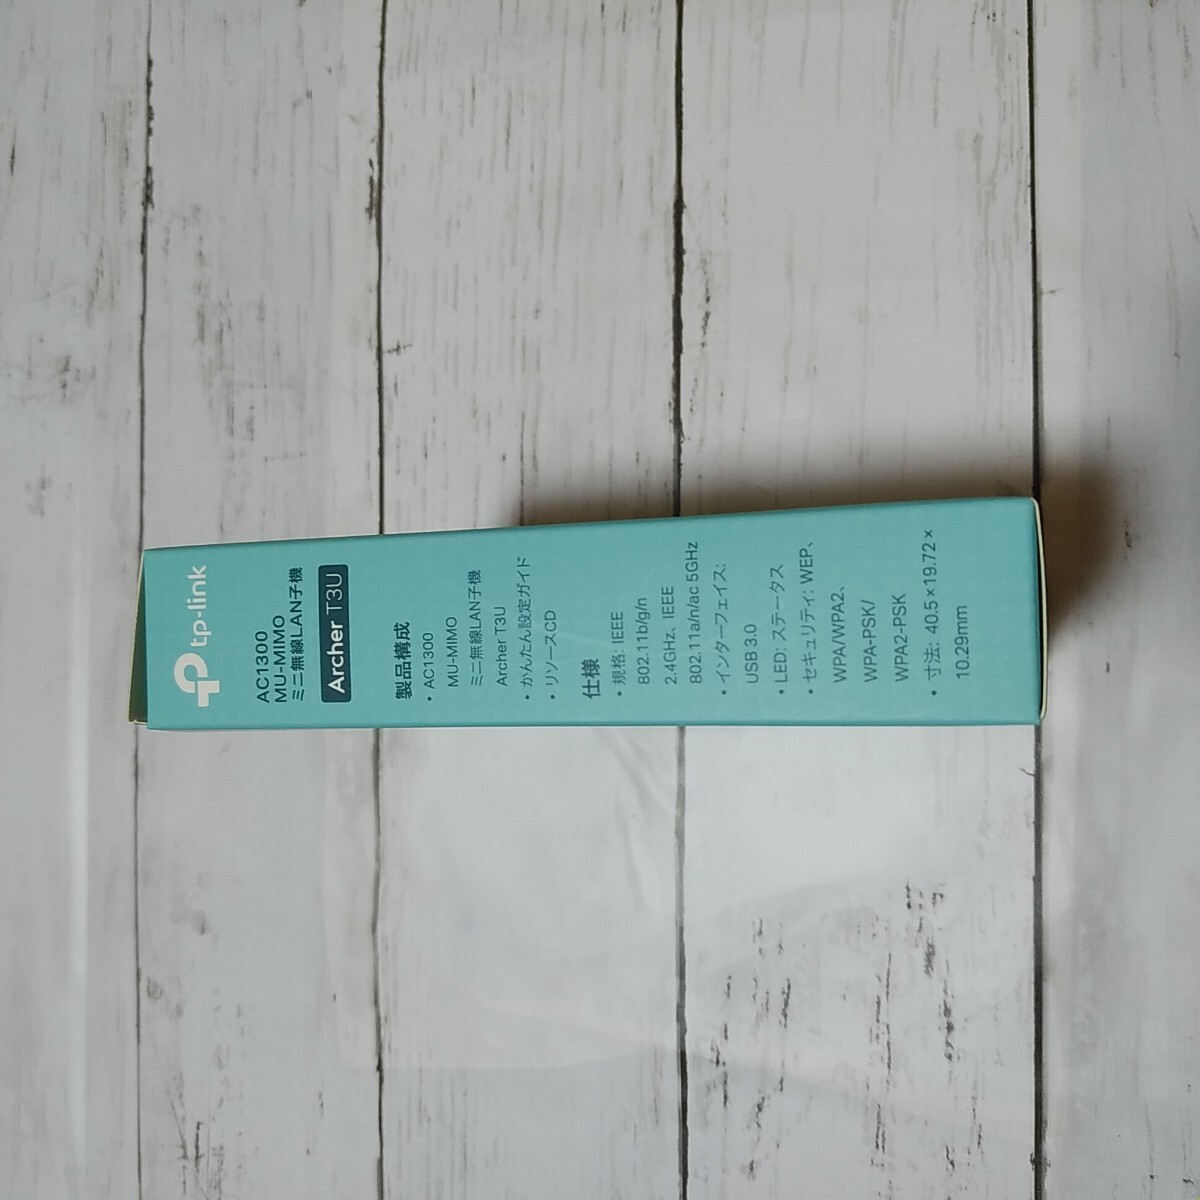 tp-link
AC1300
MU-MIMO
ミニ無線LAN子機
Archer T3U
製品構成
・AC1300
MU-MIMO
ミニ無線LAN子機
Archer T3U
・かんたん設定ガイド
・リソースCD
仕様
・規格: IEEE
802.11b/g/n
2.4GHz、IEEE
802.11a/n/ac 5GHz
・インターフェイス:
USB 3.0
・LED: ステータス
・セキュリティ: WEP、
WPA/WPA2、
WPA-PSK/
WPA2-PSK
・寸法: 40.5×19.72×
10.29mm